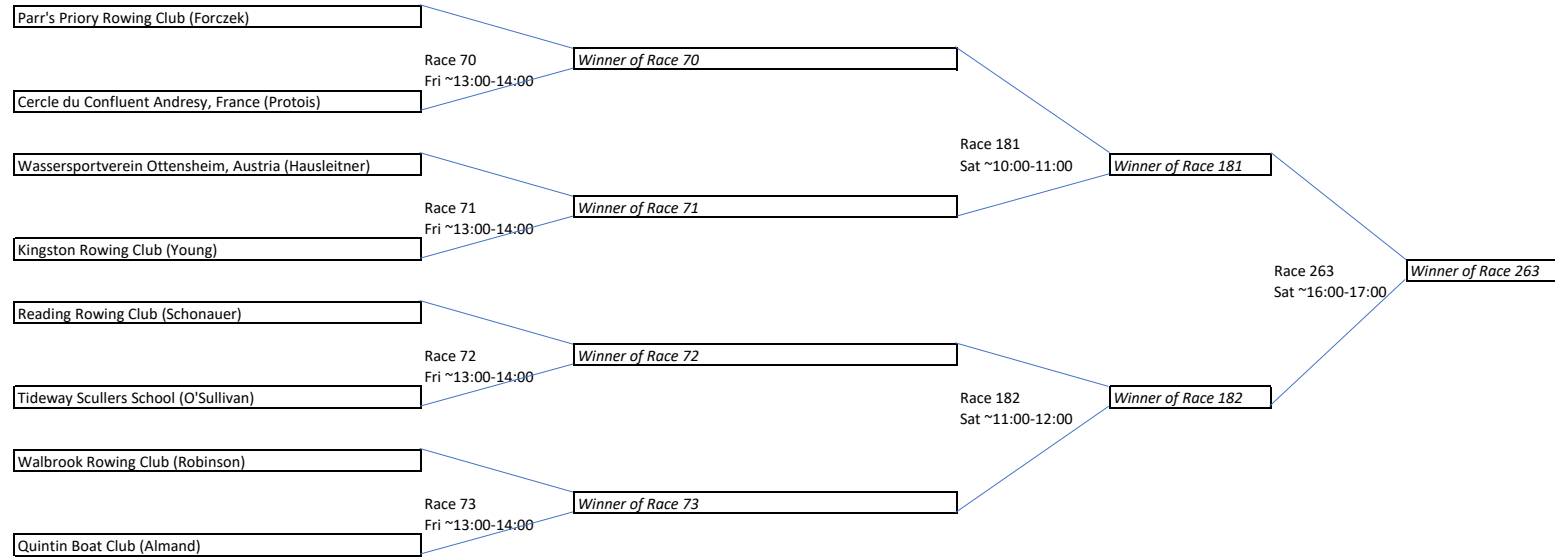 Parr's Priory Rowing Club (Forczek)
Race 70
Fri ~13:00-14:00
Winner of Race 70
Cercle du Confluent Andresy, France (Protois)
Race 181
Sat ~10:00-11:00
Winner of Race 181
Wassersportverein Ottensheim, Austria (Hausleitner)
Race 71
Fri ~13:00-14:00
Winner of Race 71
Kingston Rowing Club (Young)
Race 263
Sat ~16:00-17:00
Winner of Race 263
Reading Rowing Club (Schonauer)
Race 72
Fri ~13:00-14:00
Winner of Race 72
Tideway Scullers School (O'Sullivan)
Race 182
Sat ~11:00-12:00
Winner of Race 182
Walbrook Rowing Club (Robinson)
Race 73
Fri ~13:00-14:00
Winner of Race 73
Quintin Boat Club (Almand)